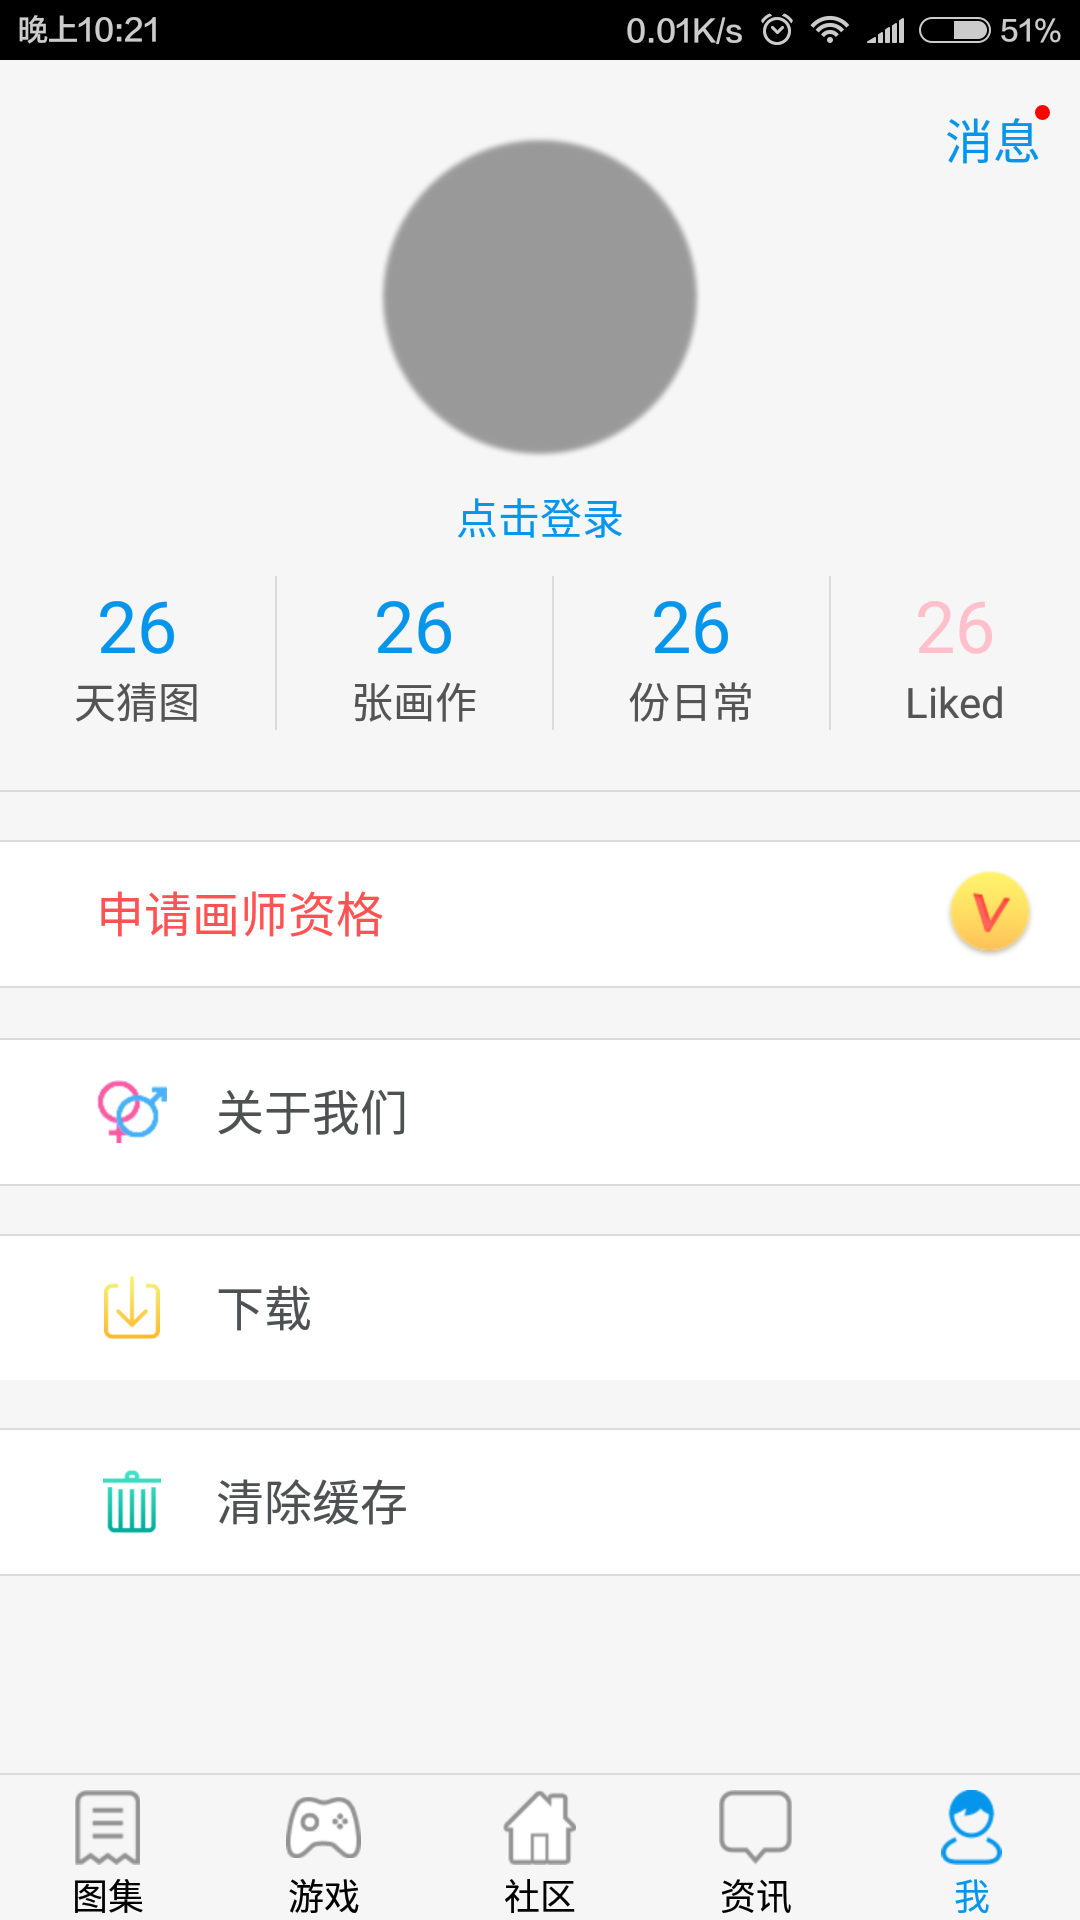 晚上10:21 0.01K/s 51%
消息
点击登录
26 26 26 26
天猜图 张画作 份日常 Liked
申请画师资格 V
关于我们
下载
清除缓存
图集 游戏 社区 资讯 我